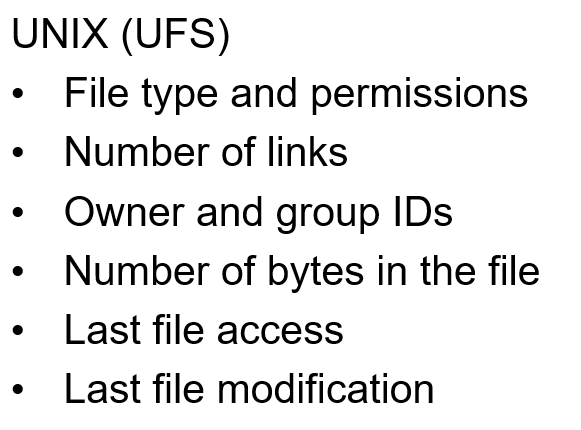 UNIX (UFS)
• File type and permissions
• Number of links
• Owner and group IDs
• Number of bytes in the file
• Last file access
• Last file modification